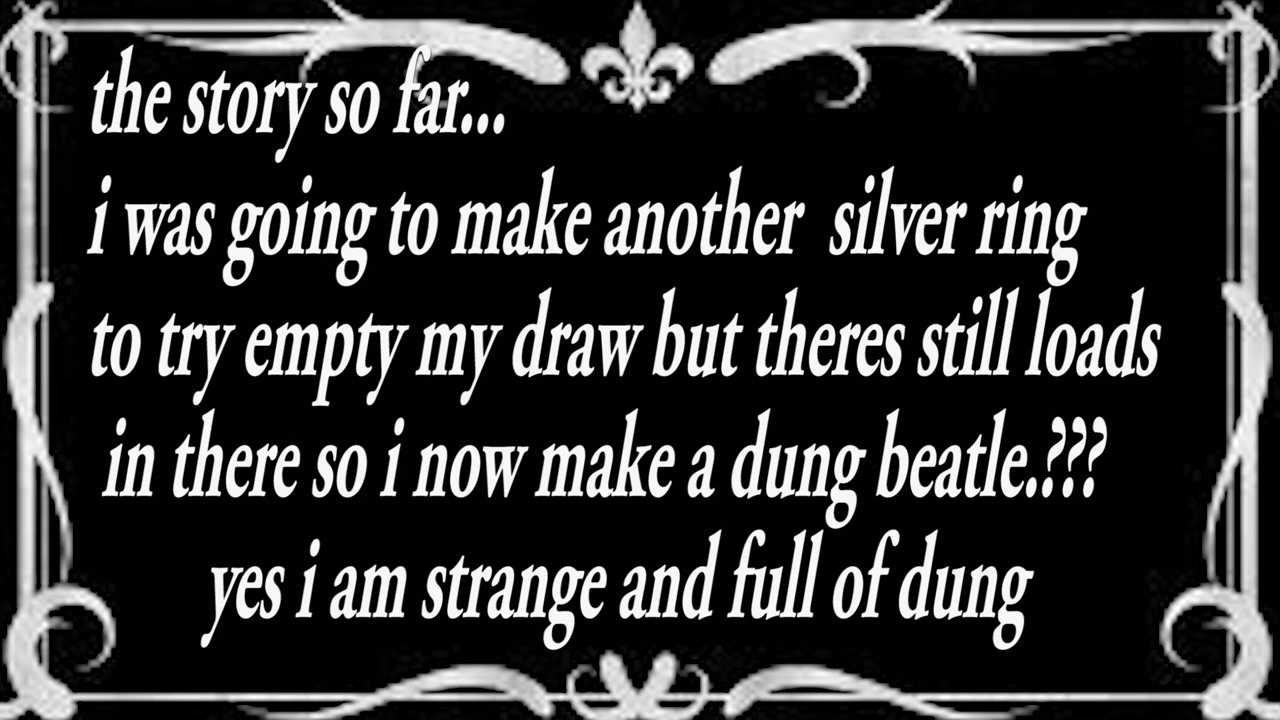 the story so far...
i was going to make another silver ring
to try empty my draw but theres still loads
in there so i now make a dung beatle.:???
yes i am strange and full of dung